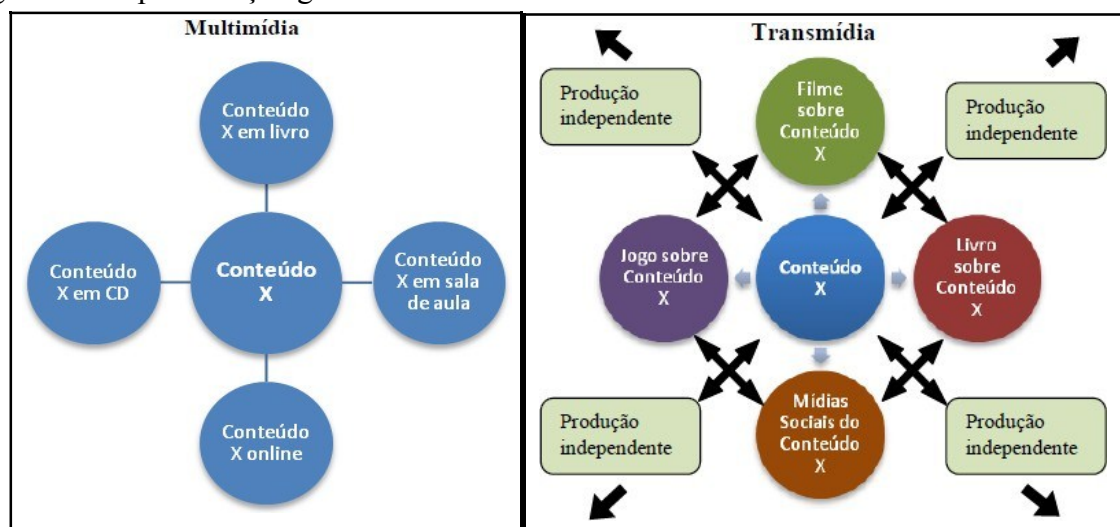 Multimídia
Conteúdo
X em livro
Conteúdo
X em CD
Conteúdo
X
Conteúdo
X em sala
de aula
Conteúdo
X online
Transmídia
Produção
independente
Filme
sobre
Conteúdo
X
Produção
independente
Jogo sobre
Conteúdo
X
Conteúdo
X
Livro
sobre
Conteúdo
X
Produção
independente
Mídias
Sociais do
Conteúdo
X
Produção
independente